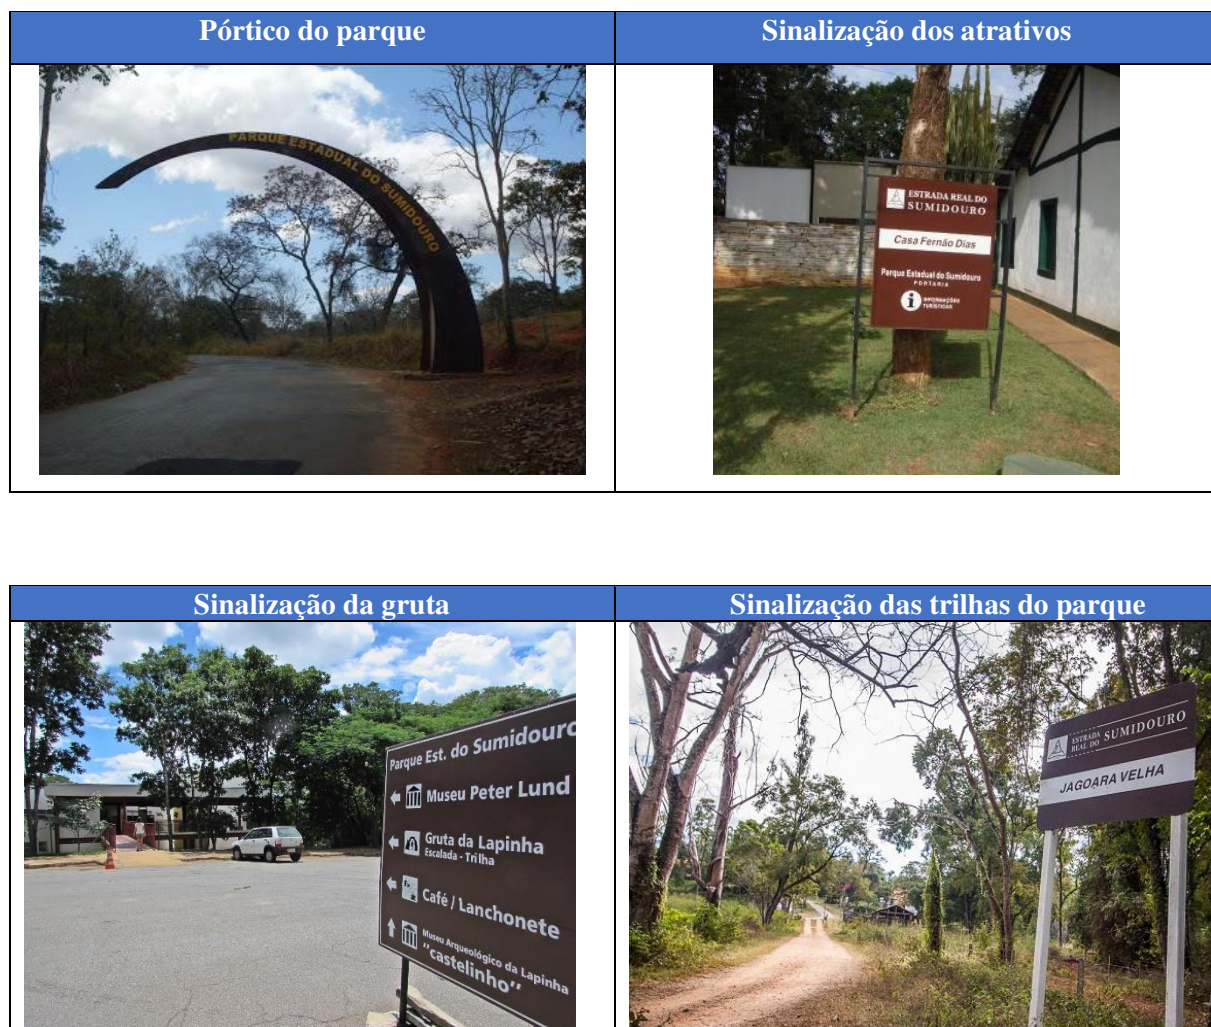 Pórtico do parque
Sinalização dos atrativos
PARQUE ESTADUAL DO SUMIDOURO
ESTRADA REAL DO
SUMIDOURO
Casa Fernão Dias
Parque Estadual do Sumidouro
PORTARIA
i INFORMAÇÕES
TURÍSTICAS
Sinalização da gruta
Sinalização das trilhas do parque
Parque Est. do Sumidouro
Museu Peter Lund
Gruta da Lapinha
Escalada - Trilha
Café / Lanchonete
Museu Arqueológico da Lapinha
"castelinho"
ESTRADA
REAL DO SUMIDOURO
JAGOARA VELHA